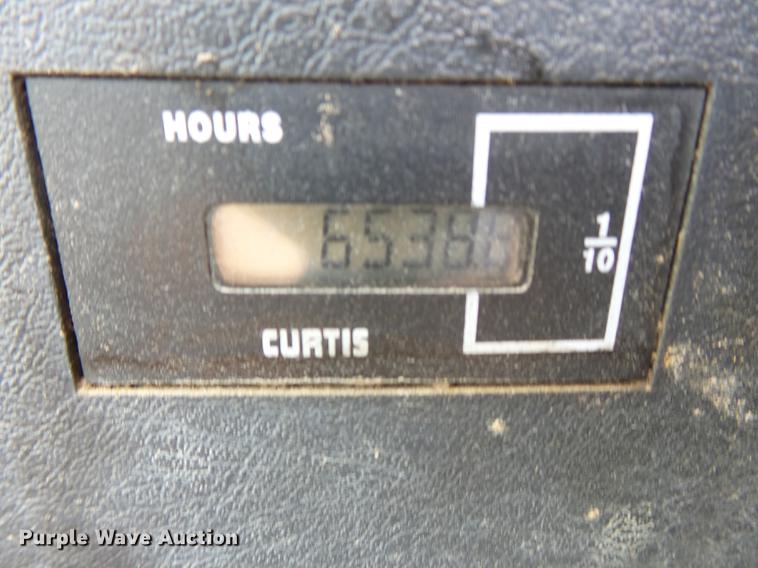 HOURS
6538
1/10
CURTIS
Purple Wave Auction